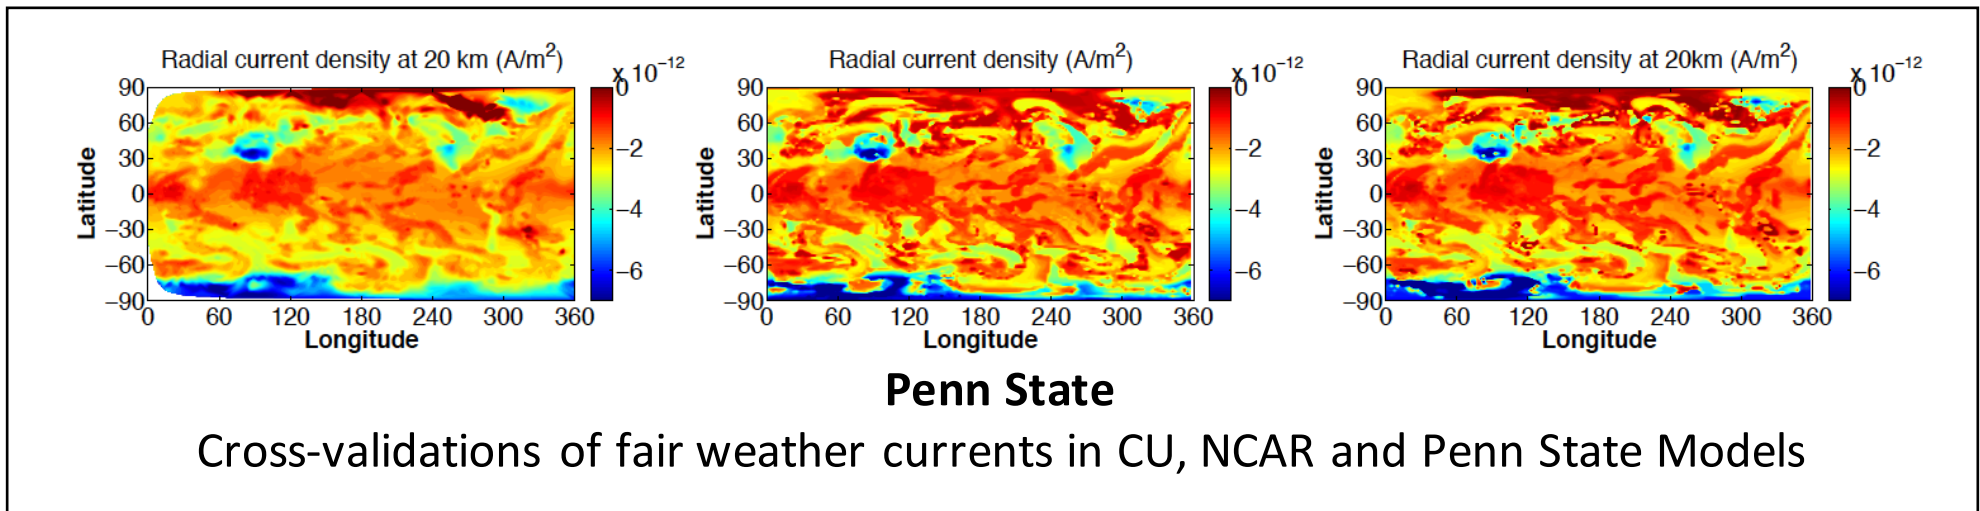 Radial current density at 20 km (A/m²)
x 10⁻¹²
90
60
30
0
−30
−60
−90
Latitude
0 60 120 180 240 300 360
Longitude
0
−2
−4
−6
Radial current density (A/m²)
x 10⁻¹²
90
60
30
0
−30
−60
−90
Latitude
0 60 120 180 240 300 360
Longitude
0
−2
−4
−6
Radial current density at 20km (A/m²)
x 10⁻¹²
90
60
30
0
−30
−60
−90
Latitude
0 60 120 180 240 300 360
Longitude
0
−2
−4
−6
Penn State
Cross-validations of fair weather currents in CU, NCAR and Penn State Models